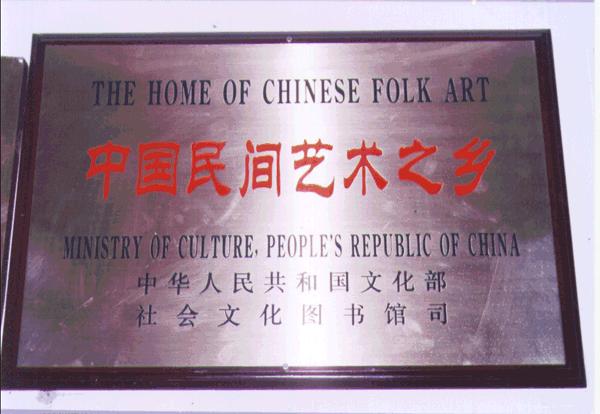 THE HOME OF CHINESE FOLK ART
中国民间艺术之乡
MINISTRY OF CULTURE, PEOPLE'S REPUBLIC OF CHINA
中华人民共和国文化部
社会文化图书馆司